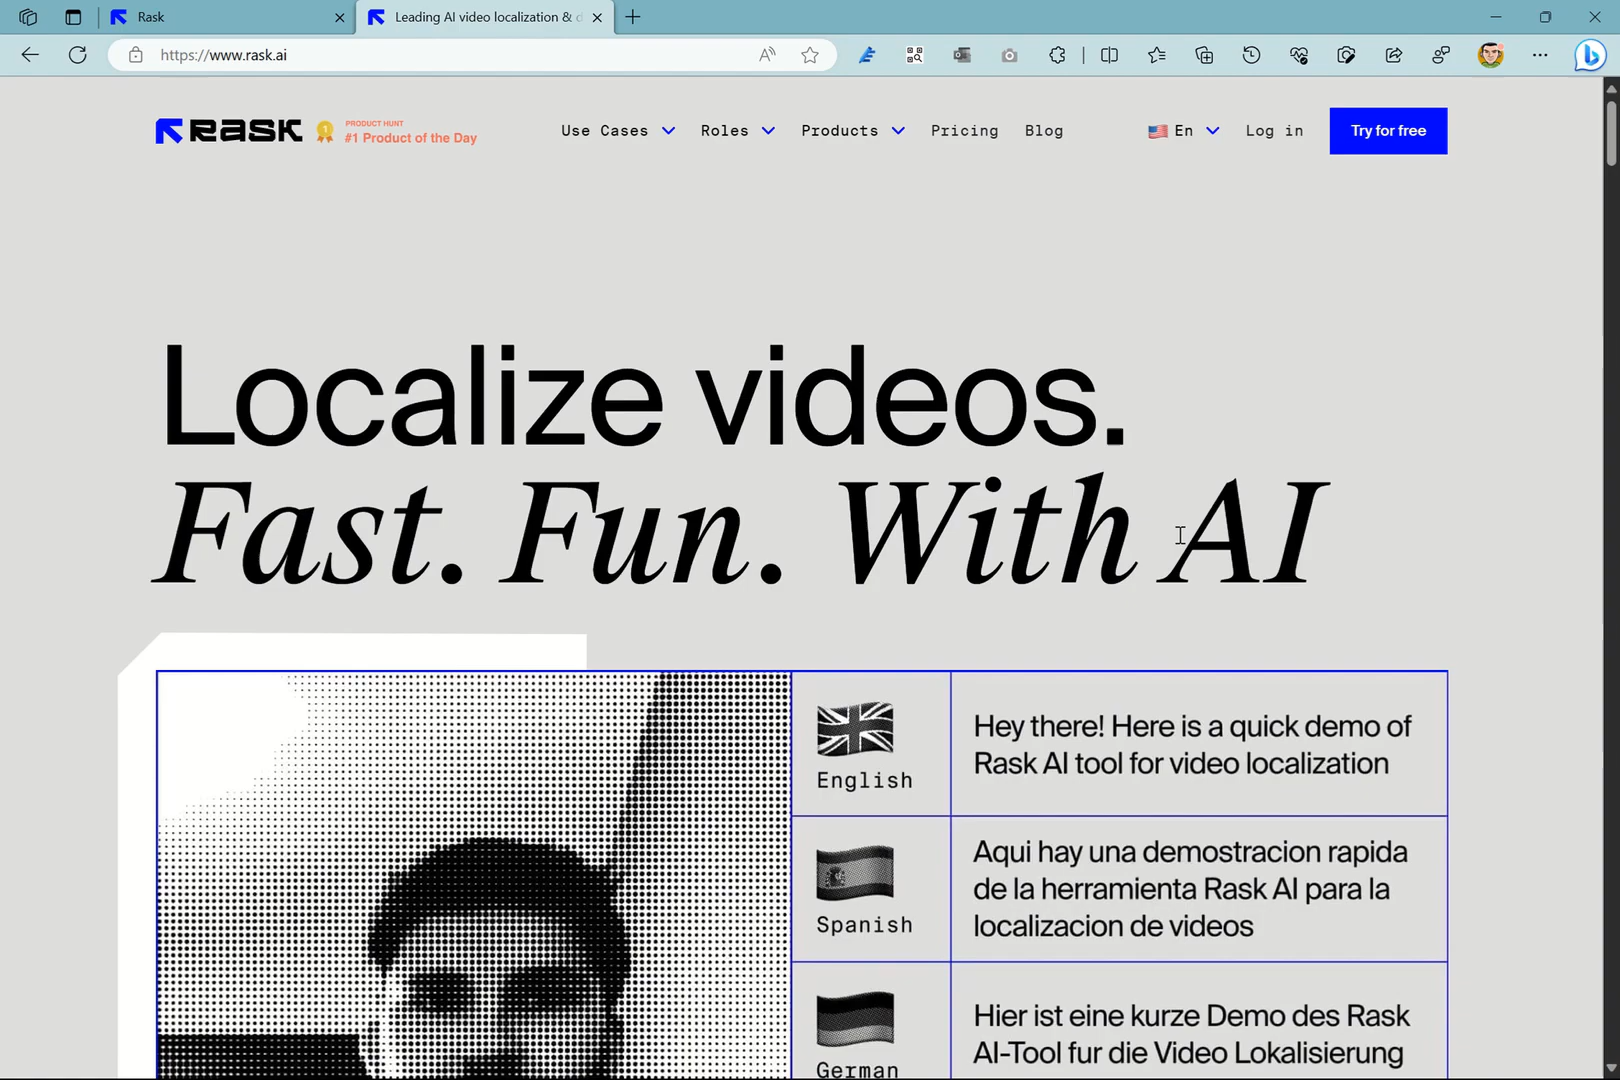 Rask
Leading AI video localization & d
https://www.rask.ai
RASK
PRODUCT HUNT
#1 Product of the Day
Use Cases
Roles
Products
Pricing
Blog
En
Log in
Try for free
Localize videos.
Fast. Fun. With AI
English
Hey there! Here is a quick demo of
Rask AI tool for video localization
Spanish
Aqui hay una demostracion rapida
de la herramienta Rask AI para la
localizacion de videos
German
Hier ist eine kurze Demo des Rask
AI-Tool fur die Video Lokalisierung